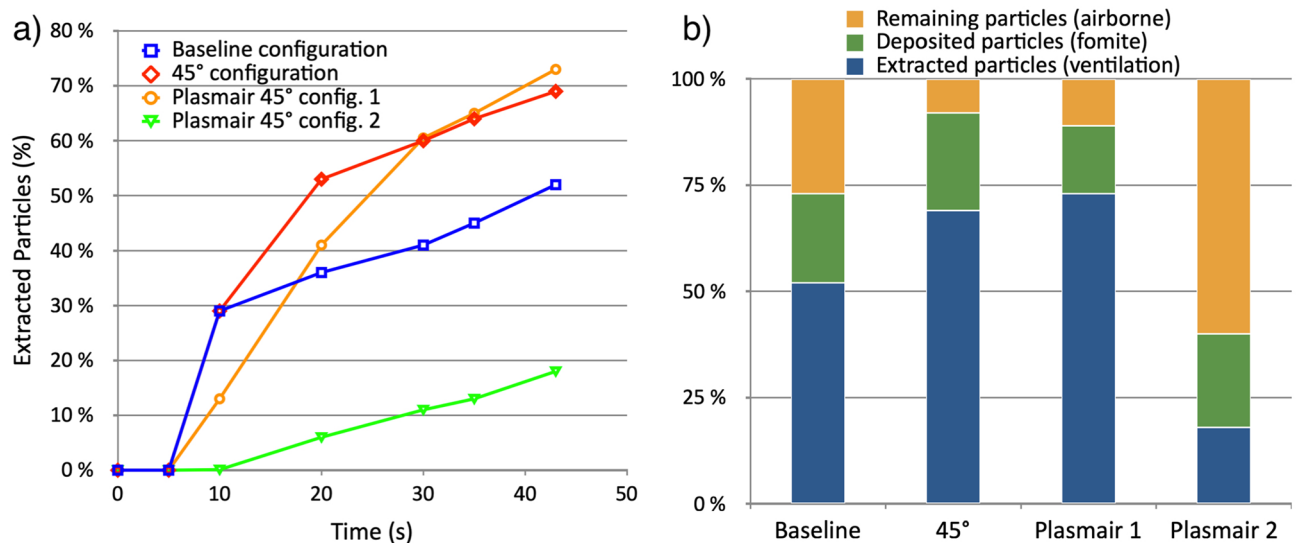 a)
Baseline configuration
45° configuration
Plasmair 45° config. 1
Plasmair 45° config. 2
Extracted Particles (%)
80 %
70 %
60 %
50 %
40 %
30 %
20 %
10 %
0 %
0
10
20
30
40
50
Time (s)
b)
Remaining particles (airborne)
Deposited particles (fomite)
Extracted particles (ventilation)
100 %
75 %
50 %
25 %
0 %
Baseline
45°
Plasmair 1
Plasmair 2